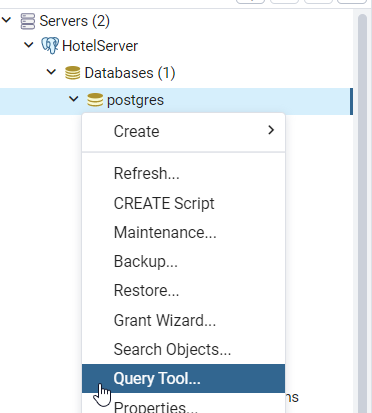 Servers (2)
HotelServer
Databases (1)
postgres
Create
Refresh...
CREATE Script
Maintenance...
Backup...
Restore...
Grant Wizard...
Search Objects...
Query Tool...
Properties...